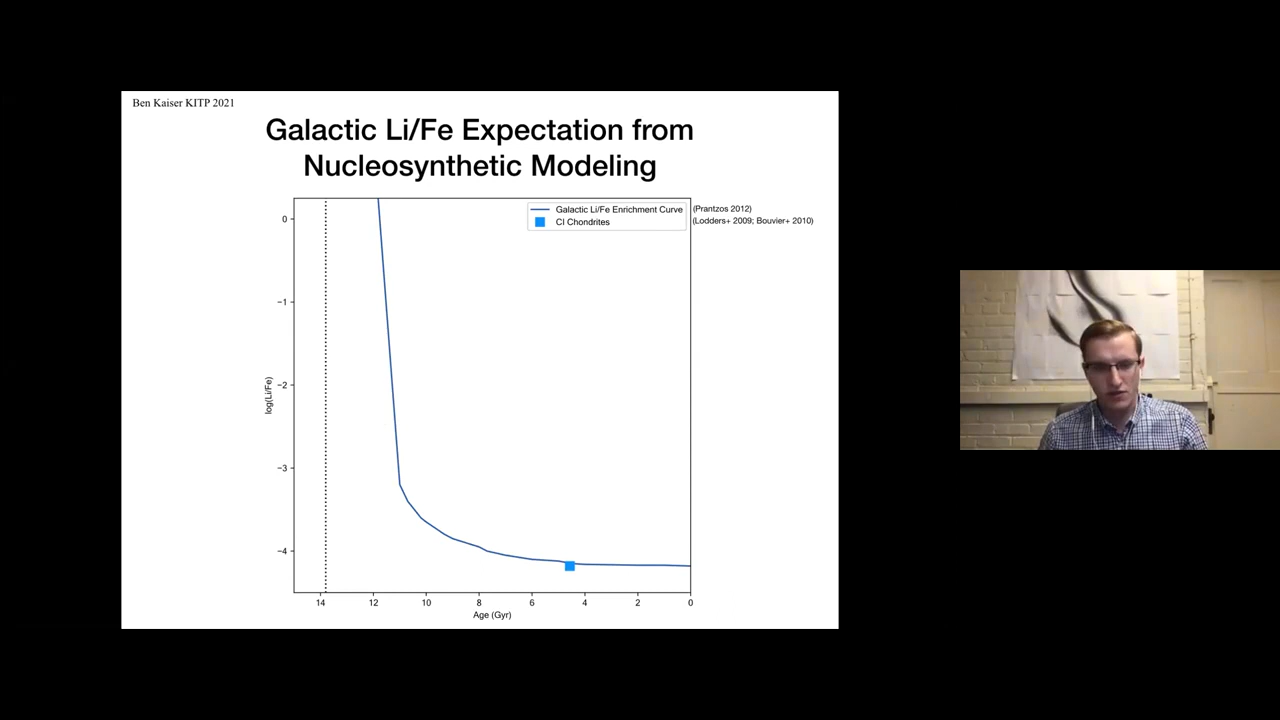 Ben Kaiser KITP 2021
Galactic Li/Fe Expectation from
Nucleosynthetic Modeling
Galactic Li/Fe Enrichment Curve (Prantzos 2012)
CI Chondrites (Lodders+ 2009; Bouvier+ 2010)
0
−1
−2
−3
−4
log(Li/Fe)
14 12 10 8 6 4 2 0
Age (Gyr)